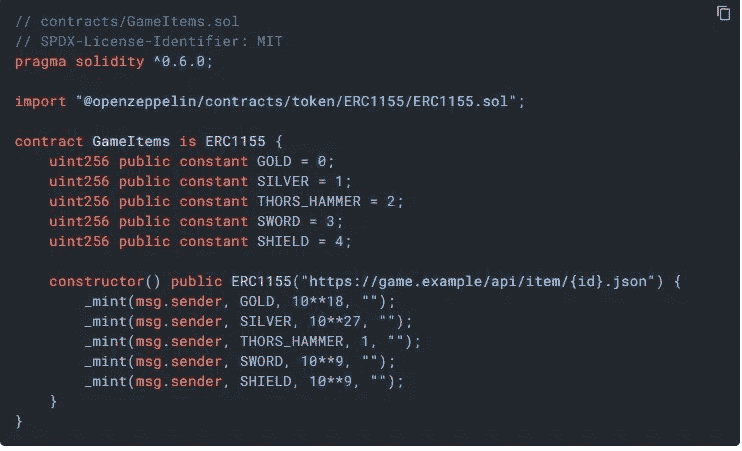 // contracts/GameItems.sol
// SPDX-License-Identifier: MIT
pragma solidity ^0.6.0;
import "@openzeppelin/contracts/token/ERC1155/ERC1155.sol";
contract GameItems is ERC1155 {
uint256 public constant GOLD = 0;
uint256 public constant SILVER = 1;
uint256 public constant THORS_HAMMER = 2;
uint256 public constant SWORD = 3;
uint256 public constant SHIELD = 4;
constructor() public ERC1155("https://game.example/api/item/{id}.json") {
_mint(msg.sender, GOLD, 10**18, "");
_mint(msg.sender, SILVER, 10**27, "");
_mint(msg.sender, THORS_HAMMER, 1, "");
_mint(msg.sender, SWORD, 10**9, "");
_mint(msg.sender, SHIELD, 10**9, "");
}
}